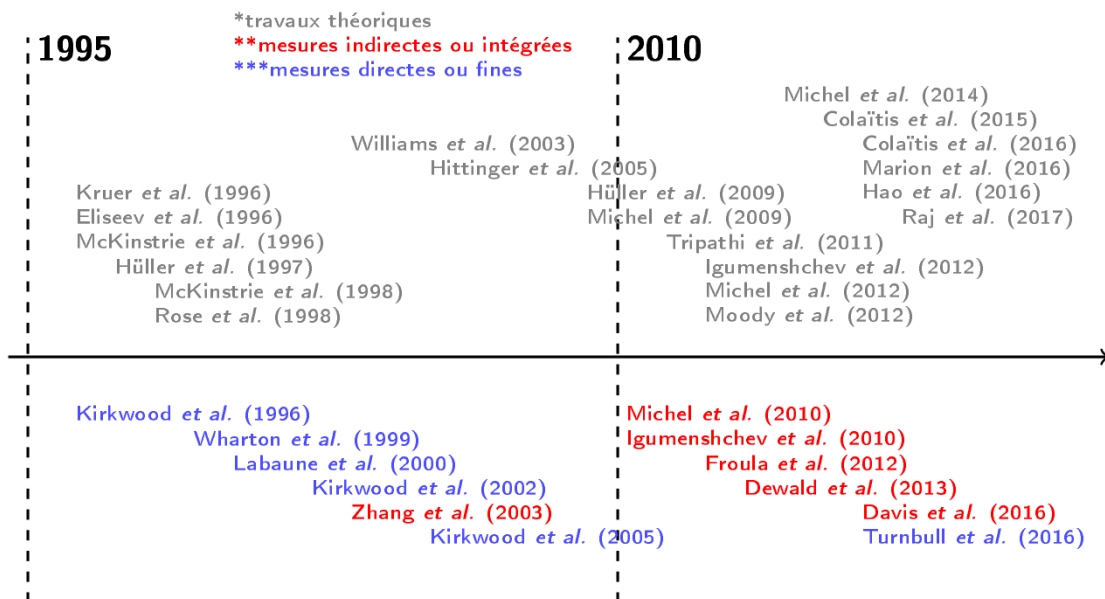 *travaux théoriques
**mesures indirectes ou intégrées
***mesures directes ou fines
1995
2010
Michel et al. (2014)
Colaïtis et al. (2015)
Williams et al. (2003)
Colaïtis et al. (2016)
Hittinger et al. (2005)
Marion et al. (2016)
Kruer et al. (1996)
Hüller et al. (2009)
Hao et al. (2016)
Eliseev et al. (1996)
Michel et al. (2009)
Raj et al. (2017)
McKinstrie et al. (1996)
Tripathi et al. (2011)
Hüller et al. (1997)
Igumenshchev et al. (2012)
McKinstrie et al. (1998)
Michel et al. (2012)
Rose et al. (1998)
Moody et al. (2012)
Kirkwood et al. (1996)
Michel et al. (2010)
Wharton et al. (1999)
Igumenshchev et al. (2010)
Labaune et al. (2000)
Froula et al. (2012)
Kirkwood et al. (2002)
Dewald et al. (2013)
Zhang et al. (2003)
Davis et al. (2016)
Kirkwood et al. (2005)
Turnbull et al. (2016)